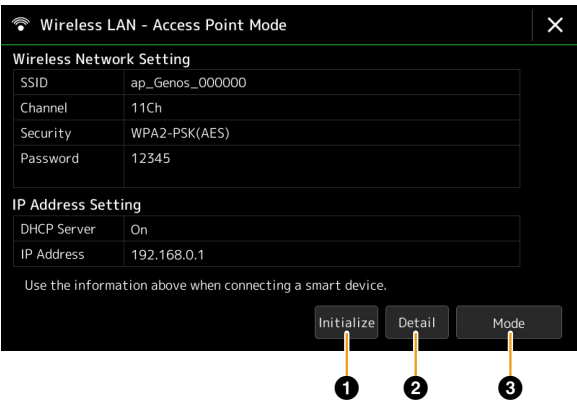 Wireless LAN - Access Point Mode
Wireless Network Setting
SSID ap_Genos_000000
Channel 11Ch
Security WPA2-PSK(AES)
Password 12345
IP Address Setting
DHCP Server On
IP Address 192.168.0.1
Use the information above when connecting a smart device.
Initialize Detail Mode
1 2 3